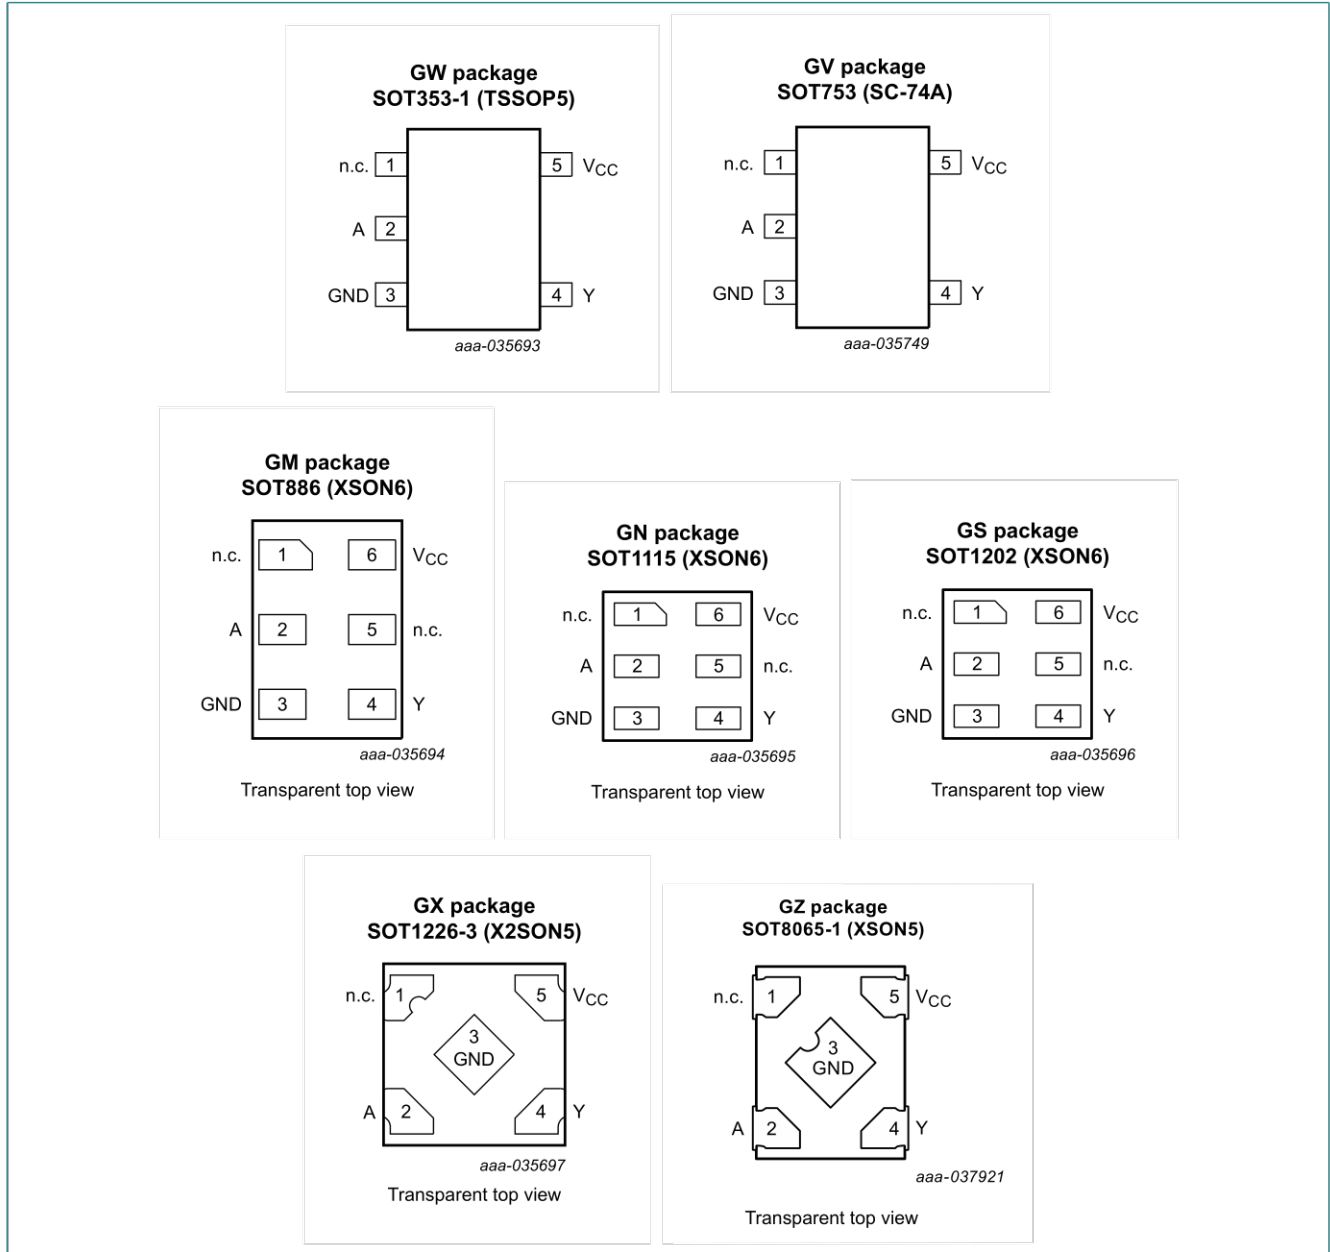 GW package
SOT353-1 (TSSOP5)
n.c. 1
5 VCC
A 2
GND 3
4 Y
aaa-035693
GV package
SOT753 (SC-74A)
n.c. 1
5 VCC
A 2
GND 3
4 Y
aaa-035749
GM package
SOT886 (XSON6)
n.c. 1 6 VCC
A 2 5 n.c.
GND 3 4 Y
aaa-035694
Transparent top view
GN package
SOT1115 (XSON6)
n.c. 1 6 VCC
A 2 5 n.c.
GND 3 4 Y
aaa-035695
Transparent top view
GS package
SOT1202 (XSON6)
n.c. 1 6 VCC
A 2 5 n.c.
GND 3 4 Y
aaa-035696
Transparent top view
GX package
SOT1226-3 (X2SON5)
n.c. 1 5 VCC
3
GND
A 2 4 Y
aaa-035697
Transparent top view
GZ package
SOT8065-1 (XSON5)
n.c. 1 5 VCC
3
GND
A 2 4 Y
aaa-037921
Transparent top view